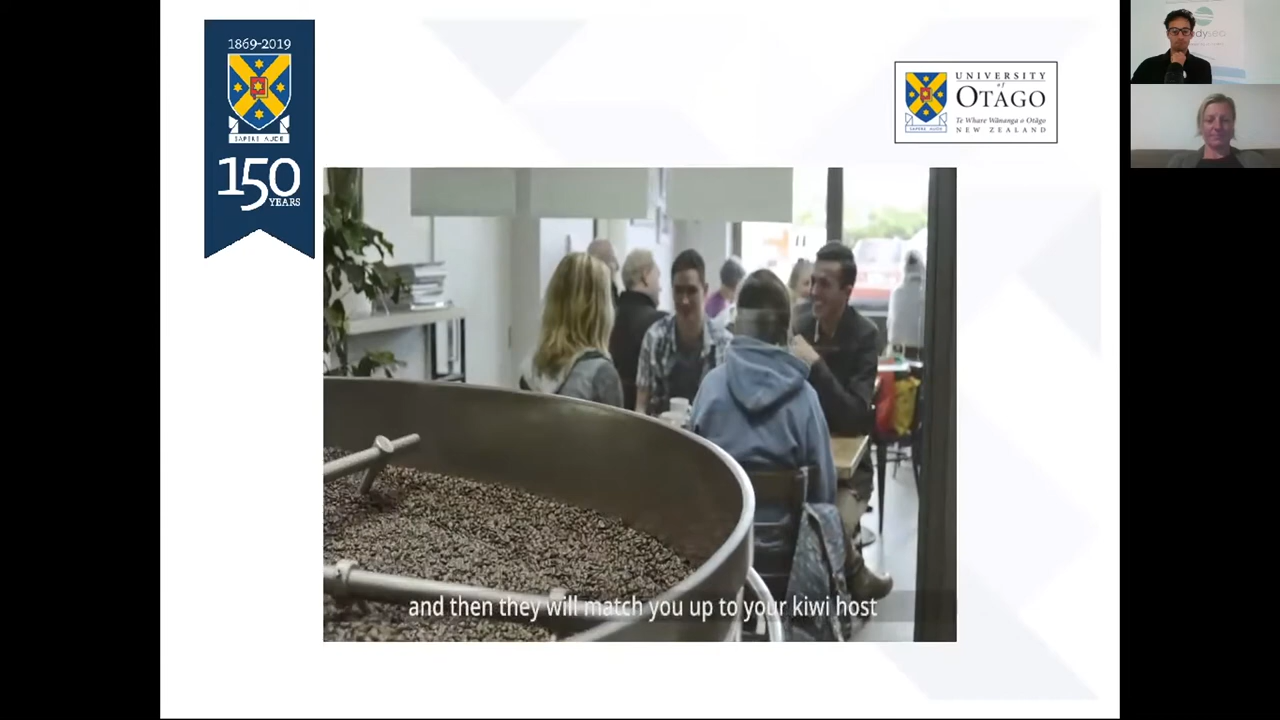 1869-2019
SAPERE AUDE
150
YEARS
UNIVERSITY
of
OTAGO
Te Whare Wānanga o Otāgo
NEW ZEALAND
SAPERE AUDE
and then they will match you up to your kiwi host